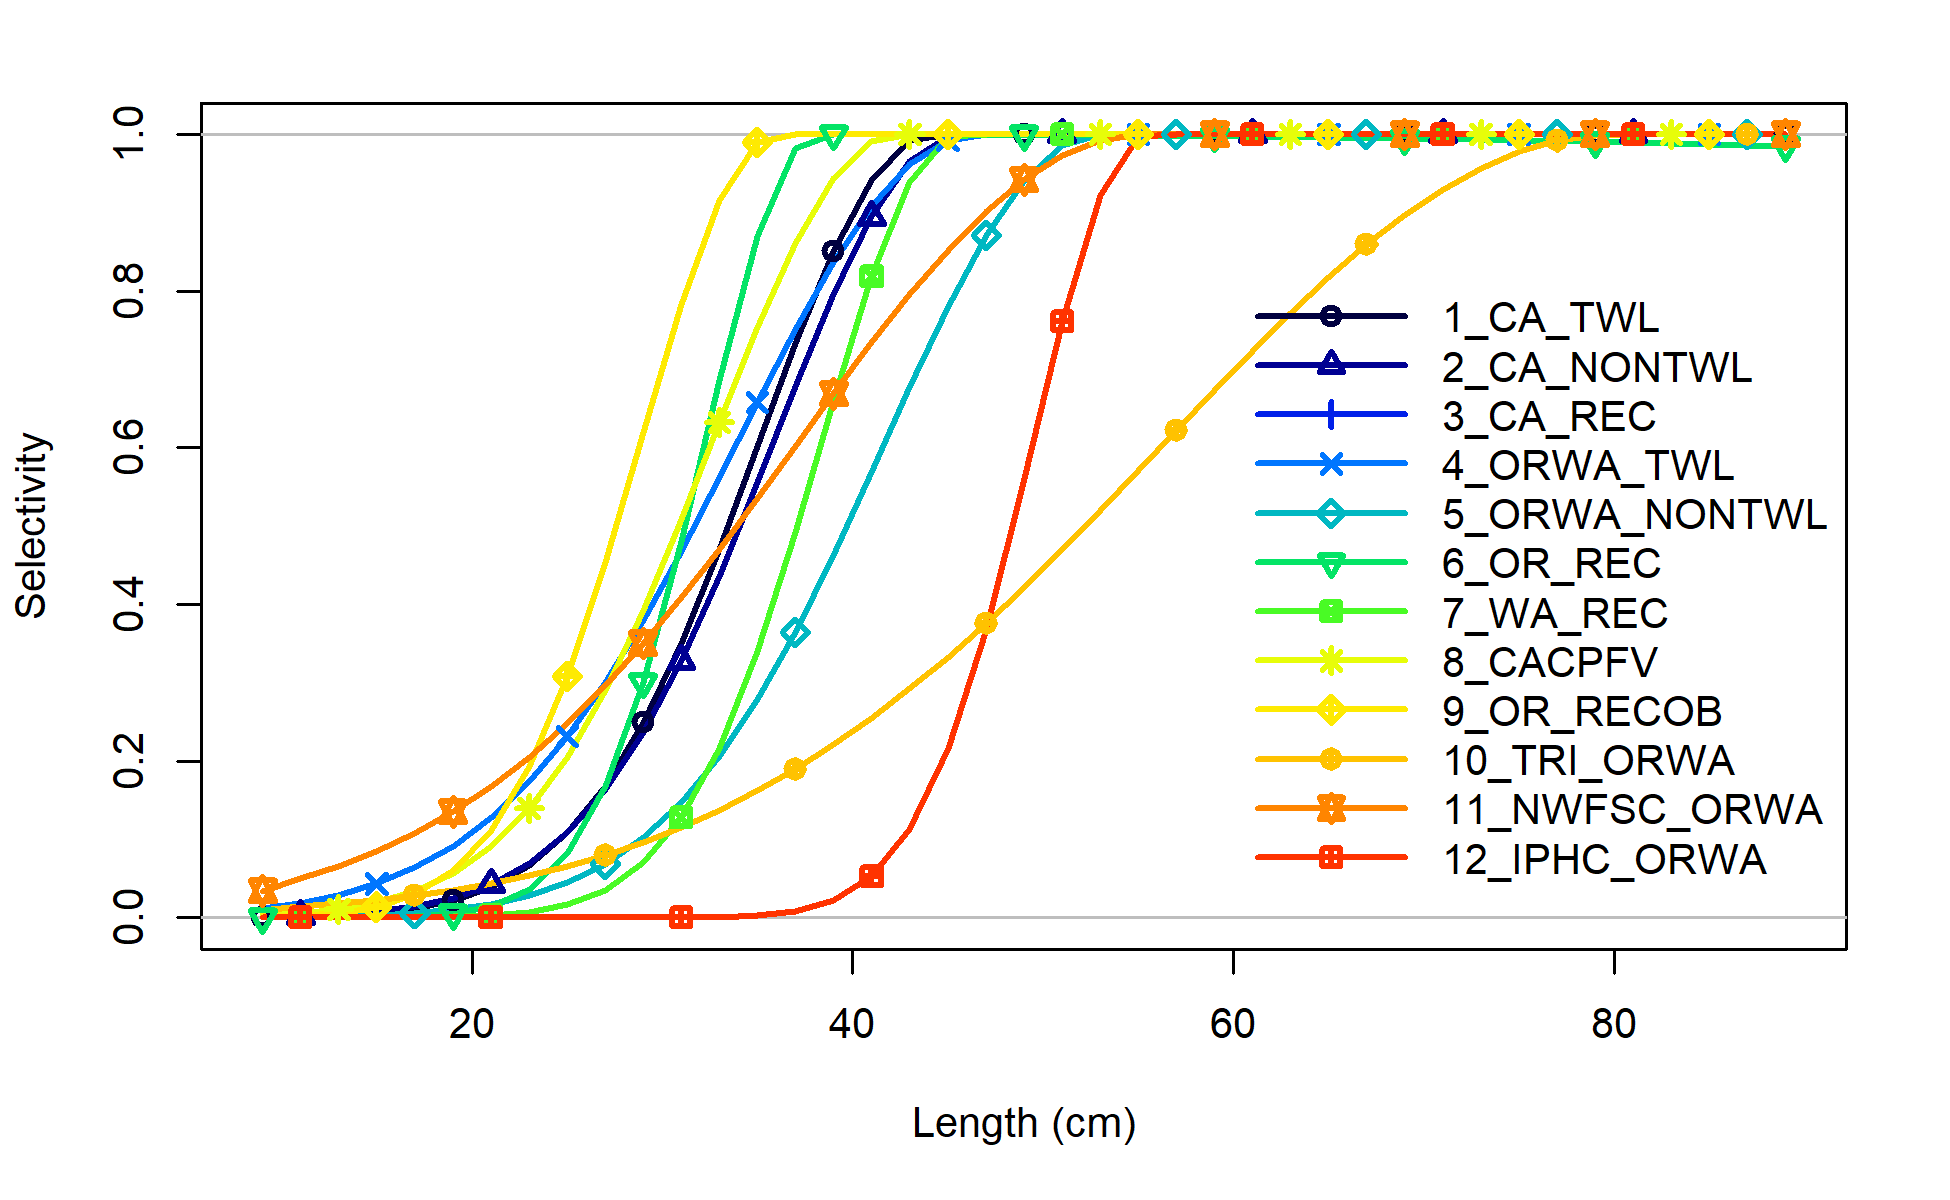 Selectivity
1.0
0.8
0.6
0.4
0.2
0.0
1_CA_TWL
2_CA_NONTWL
3_CA_REC
4_ORWA_TWL
5_ORWA_NONTWL
6_OR_REC
7_WA_REC
8_CACPFV
9_OR_RECOB
10_TRI_ORWA
11_NWFSC_ORWA
12_IPHC_ORWA
20
40
60
80
Length (cm)